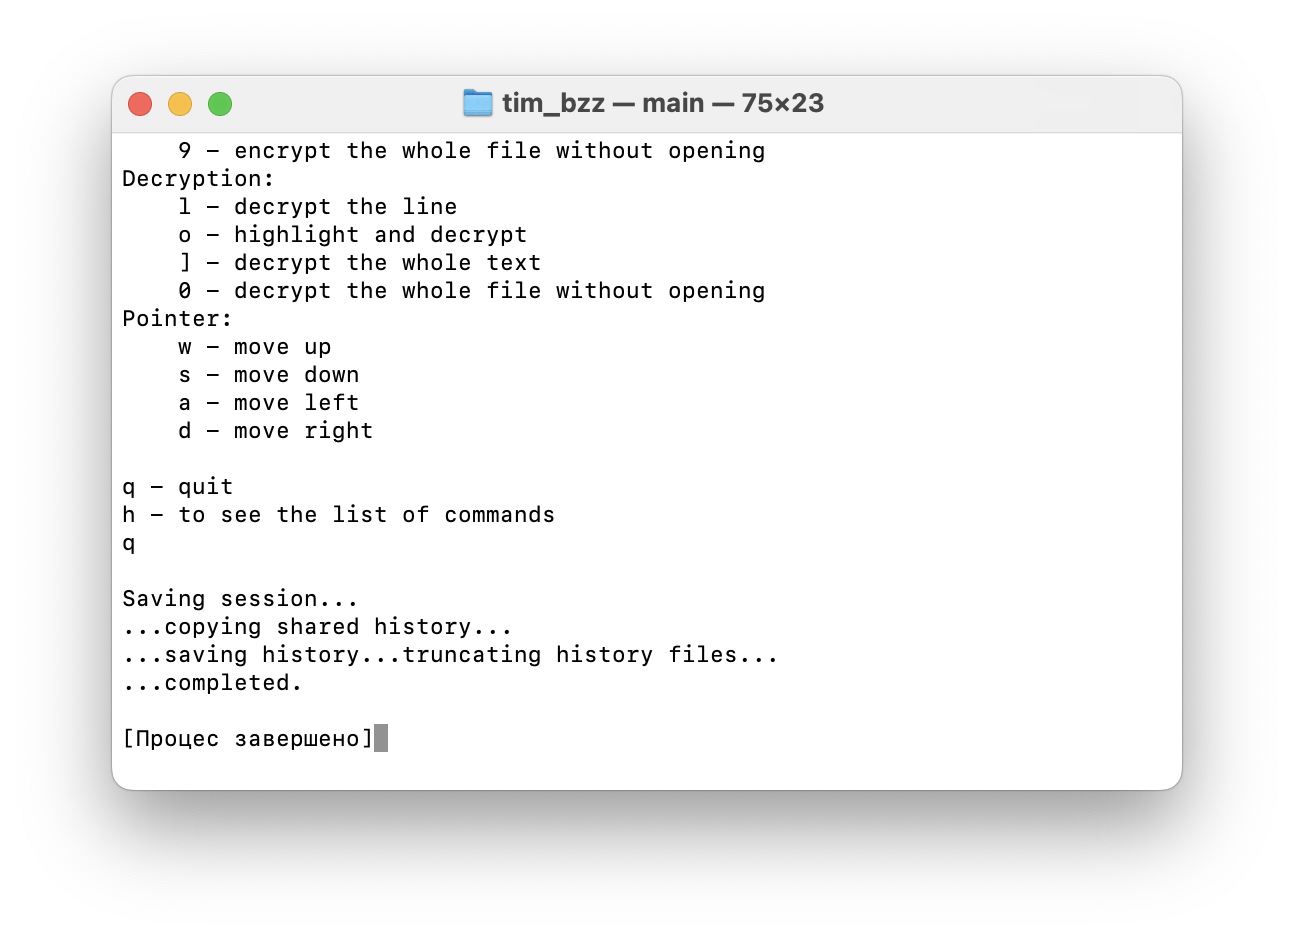 tim_bzz — main — 75×23
9 – encrypt the whole file without opening
Decryption:
l – decrypt the line
o – highlight and decrypt
] – decrypt the whole text
0 – decrypt the whole file without opening
Pointer:
w – move up
s – move down
a – move left
d – move right
q – quit
h – to see the list of commands
q
Saving session...
...copying shared history...
...saving history...truncating history files...
...completed.
[Процес завершено]